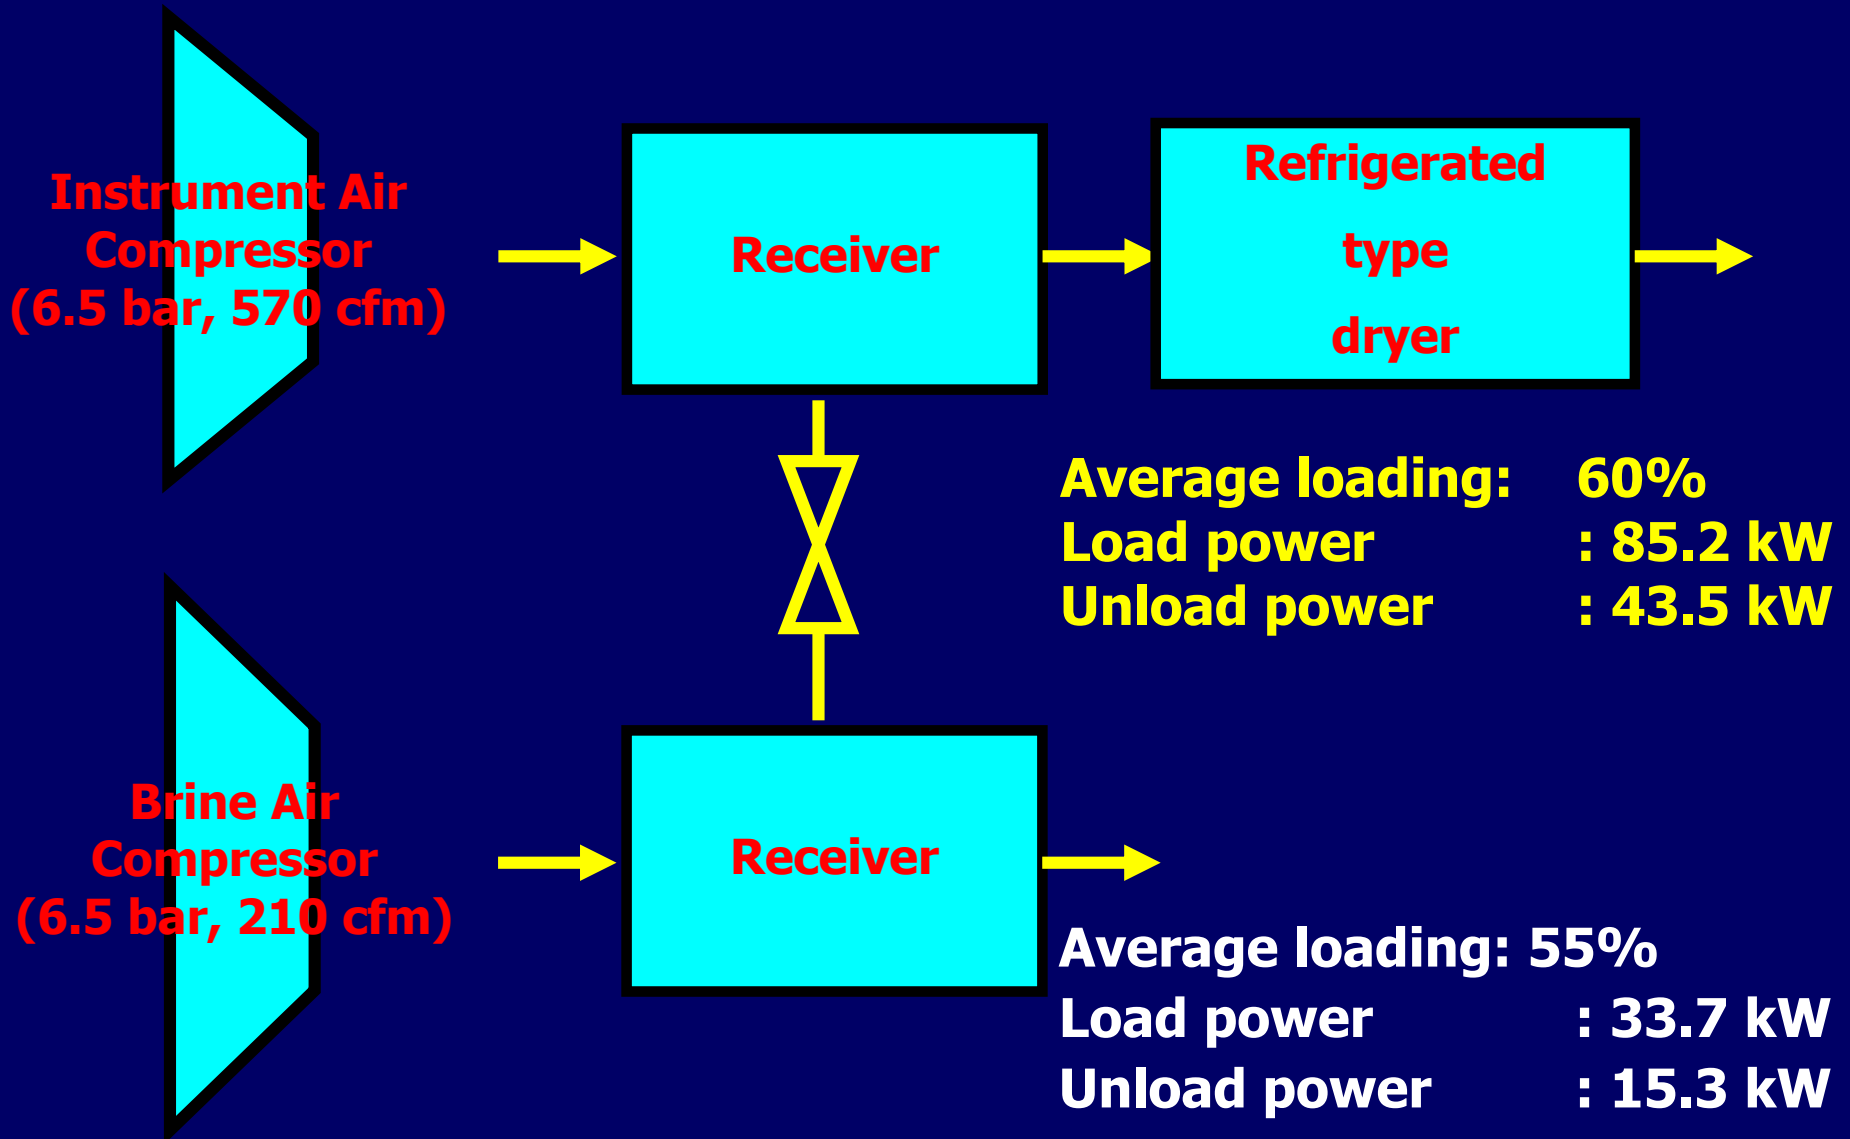 Instrument Air
Compressor
(6.5 bar, 570 cfm)
Receiver
Refrigerated
type
dryer
Average loading: 60%
Load power : 85.2 kW
Unload power : 43.5 kW
Brine Air
Compressor
(6.5 bar, 210 cfm)
Receiver
Average loading: 55%
Load power : 33.7 kW
Unload power : 15.3 kW